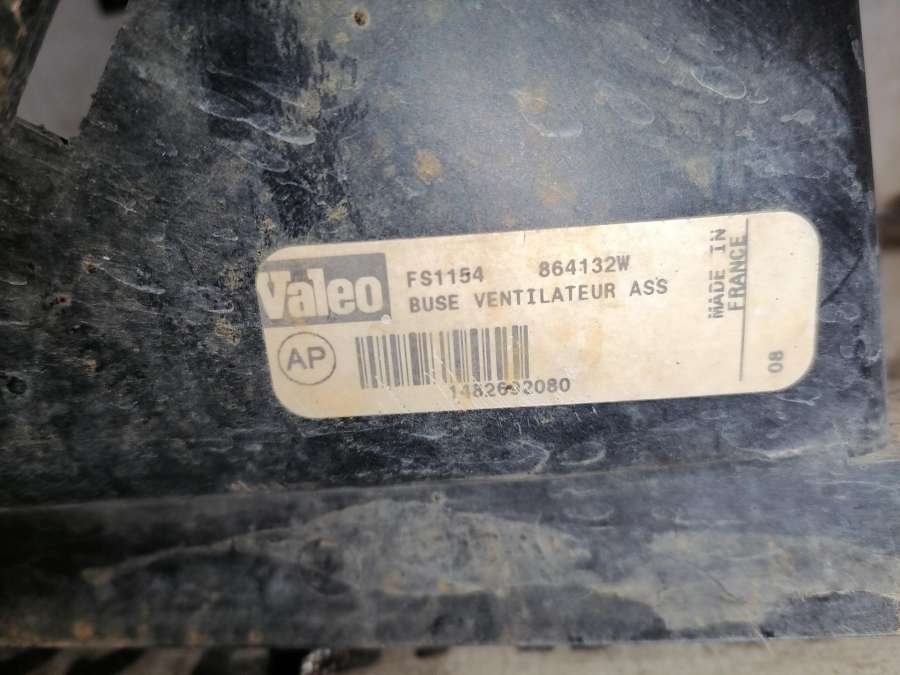 Valeo
FS1154 864132W
BUSE VENTILATEUR ASS
MADE IN
FRANCE
AP
1482692080
08